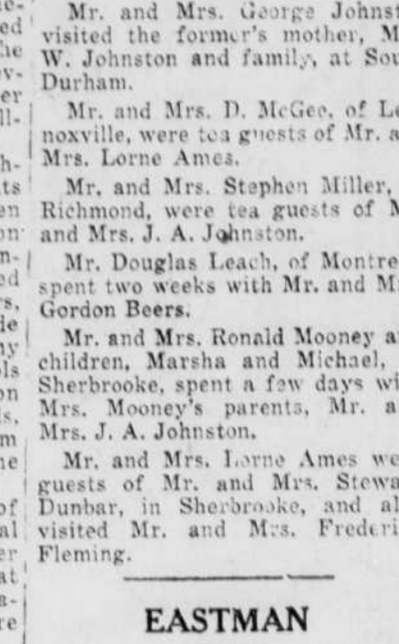 Mr. and Mrs. George Johnst
visited the former's mother, M
W. Johnston and family, at Sou
Durham.
Mr. and Mrs. D. McGee, of Le
noxville, were tea guests of Mr. a
Mrs. Lorne Ames.
Mr. and Mrs. Stephen Miller,
Richmond, were tea guests of M
and Mrs. J. A. Johnston.
Mr. Douglas Leach, of Montre
spent two weeks with Mr. and M
Gordon Beers.
Mr. and Mrs. Ronald Mooney a
children, Marsha and Michael,
Sherbrooke, spent a few days wi
Mrs. Mooney's parents, Mr. a
Mrs. J. A. Johnston.
Mr. and Mrs. Lorne Ames we
guests of Mr. and Mrs. Stewa
Dunbar, in Sherbrooke, and al
visited Mr. and Mrs. Frederi
Fleming.
EASTMAN